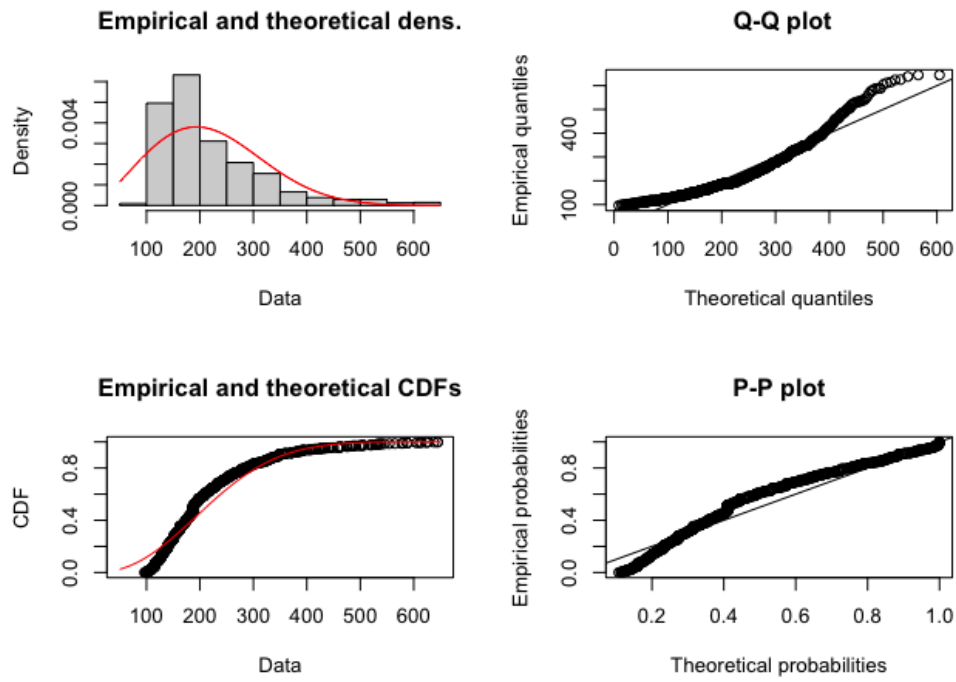 Empirical and theoretical dens.
Density
0.000
0.004
100 200 300 400 500 600
Data
Q-Q plot
Empirical quantiles
100
400
0 100 200 300 400 500 600
Theoretical quantiles
Empirical and theoretical CDFs
CDF
0.0
0.4
0.8
100 200 300 400 500 600
Data
P-P plot
Empirical probabilities
0.0
0.4
0.8
0.2 0.4 0.6 0.8 1.0
Theoretical probabilities